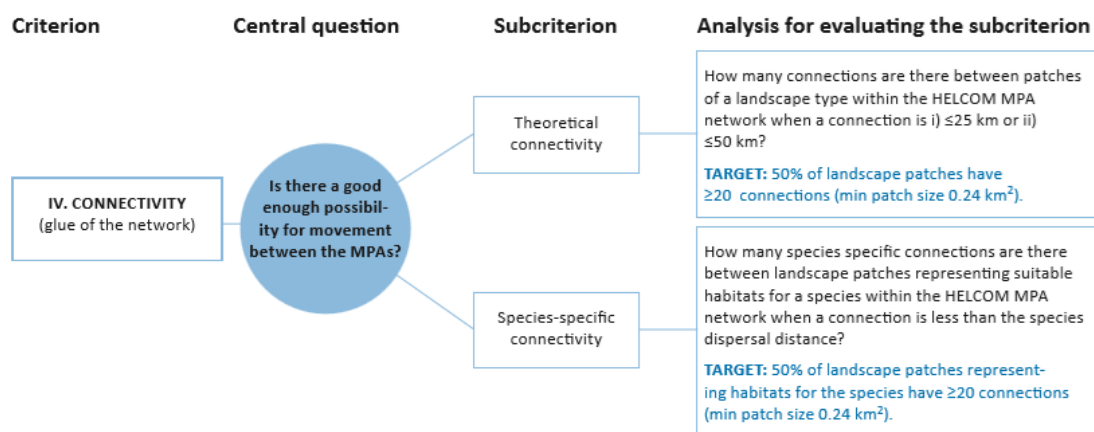 Criterion
Central question
Subcriterion
Analysis for evaluating the subcriterion
IV. CONNECTIVITY
(glue of the network)
Is there a good
enough possibil-
ity for movement
between the MPAs?
Theoretical
connectivity
How many connections are there between patches
of a landscape type within the HELCOM MPA
network when a connection is i) ≤25 km or ii)
≤50 km?
TARGET: 50% of landscape patches have
≥20 connections (min patch size 0.24 km²).
Species-specific
connectivity
How many species specific connections are there
between landscape patches representing suitable
habitats for a species within the HELCOM MPA
network when a connection is less than the species
dispersal distance?
TARGET: 50% of landscape patches represent-
ing habitats for the species have ≥20 connections
(min patch size 0.24 km²).